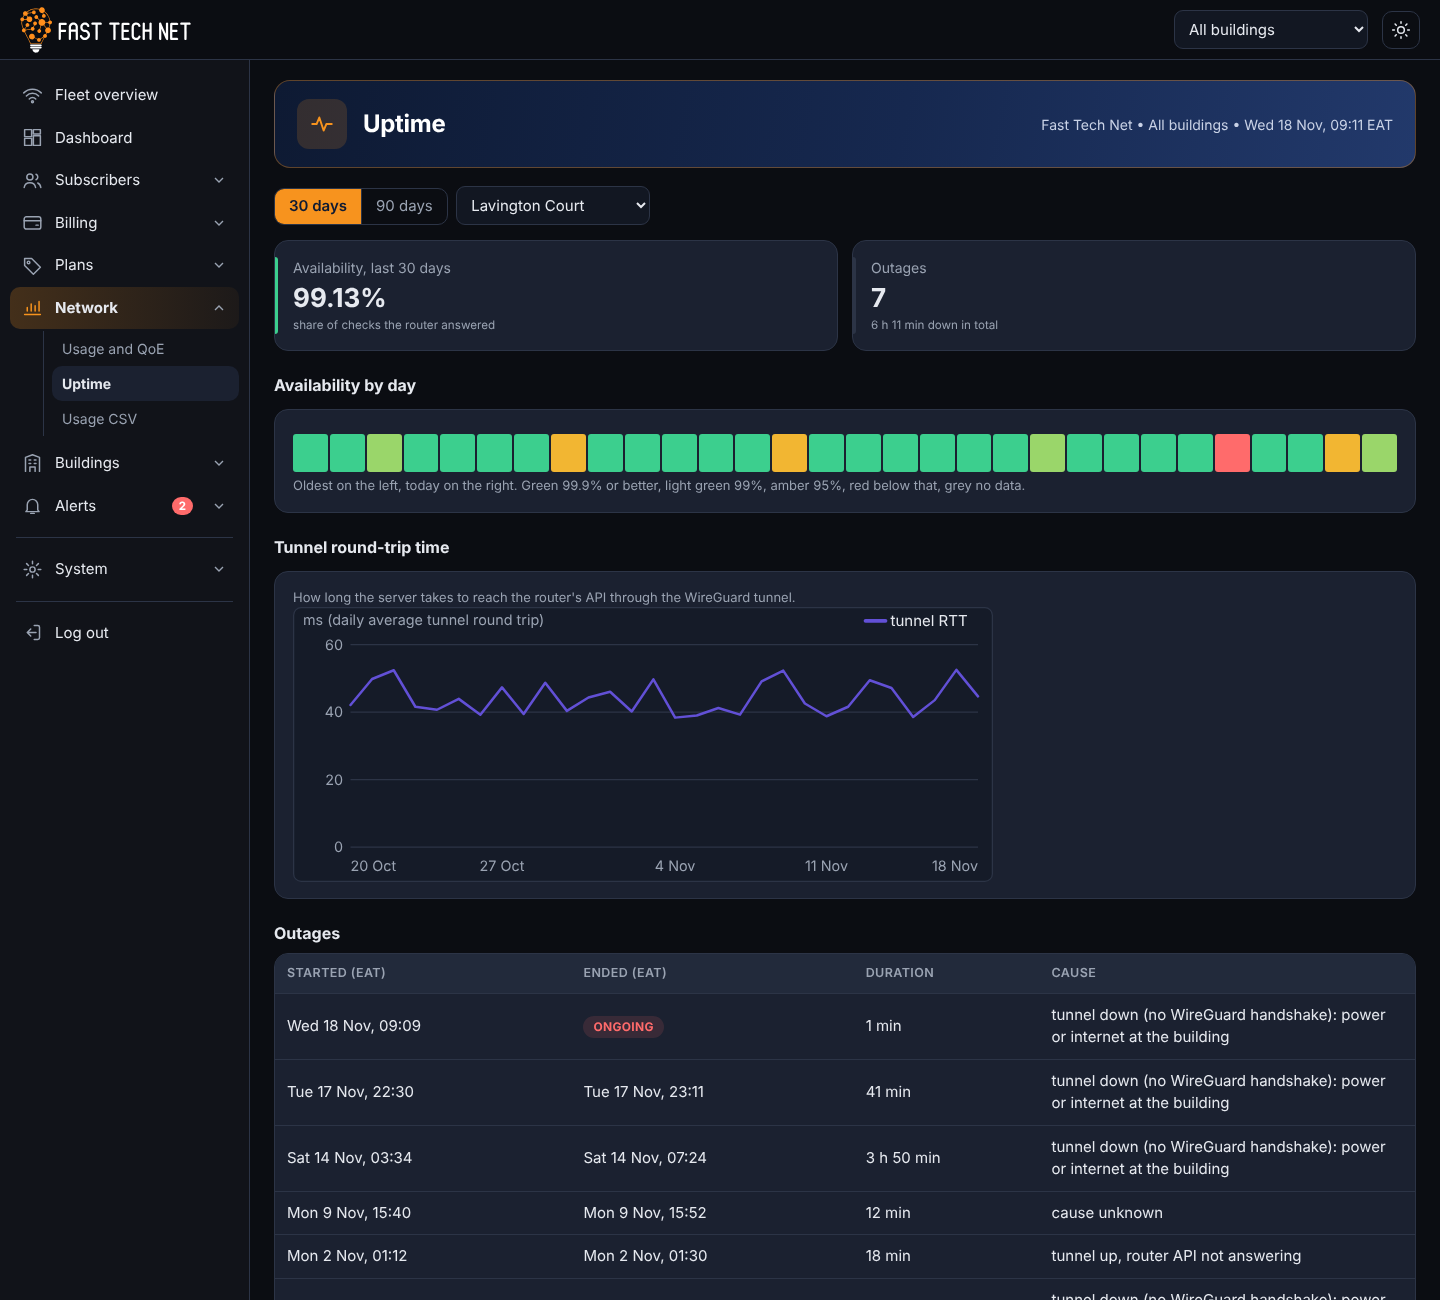 FAST TECH NET
All buildings
Fleet overview
Dashboard
Subscribers
Billing
Plans
Network
Usage and QoE
Uptime
Usage CSV
Buildings
Alerts 2
System
Log out
Uptime
Fast Tech Net • All buildings • Wed 18 Nov, 09:11 EAT
30 days 90 days Lavington Court
Availability, last 30 days
99.13%
share of checks the router answered
Outages
7
6 h 11 min down in total
Availability by day
Oldest on the left, today on the right. Green 99.9% or better, light green 99%, amber 95%, red below that, grey no data.
Tunnel round-trip time
How long the server takes to reach the router's API through the WireGuard tunnel.
ms (daily average tunnel round trip) tunnel RTT
60
40
20
0
20 Oct 27 Oct 4 Nov 11 Nov 18 Nov
Outages
STARTED (EAT) ENDED (EAT) DURATION CAUSE
Wed 18 Nov, 09:09 ONGOING 1 min tunnel down (no WireGuard handshake): power
or internet at the building
Tue 17 Nov, 22:30 Tue 17 Nov, 23:11 41 min tunnel down (no WireGuard handshake): power
or internet at the building
Sat 14 Nov, 03:34 Sat 14 Nov, 07:24 3 h 50 min tunnel down (no WireGuard handshake): power
or internet at the building
Mon 9 Nov, 15:40 Mon 9 Nov, 15:52 12 min cause unknown
Mon 2 Nov, 01:12 Mon 2 Nov, 01:30 18 min tunnel up, router API not answering
tunnel down (no WireGuard handshake): power